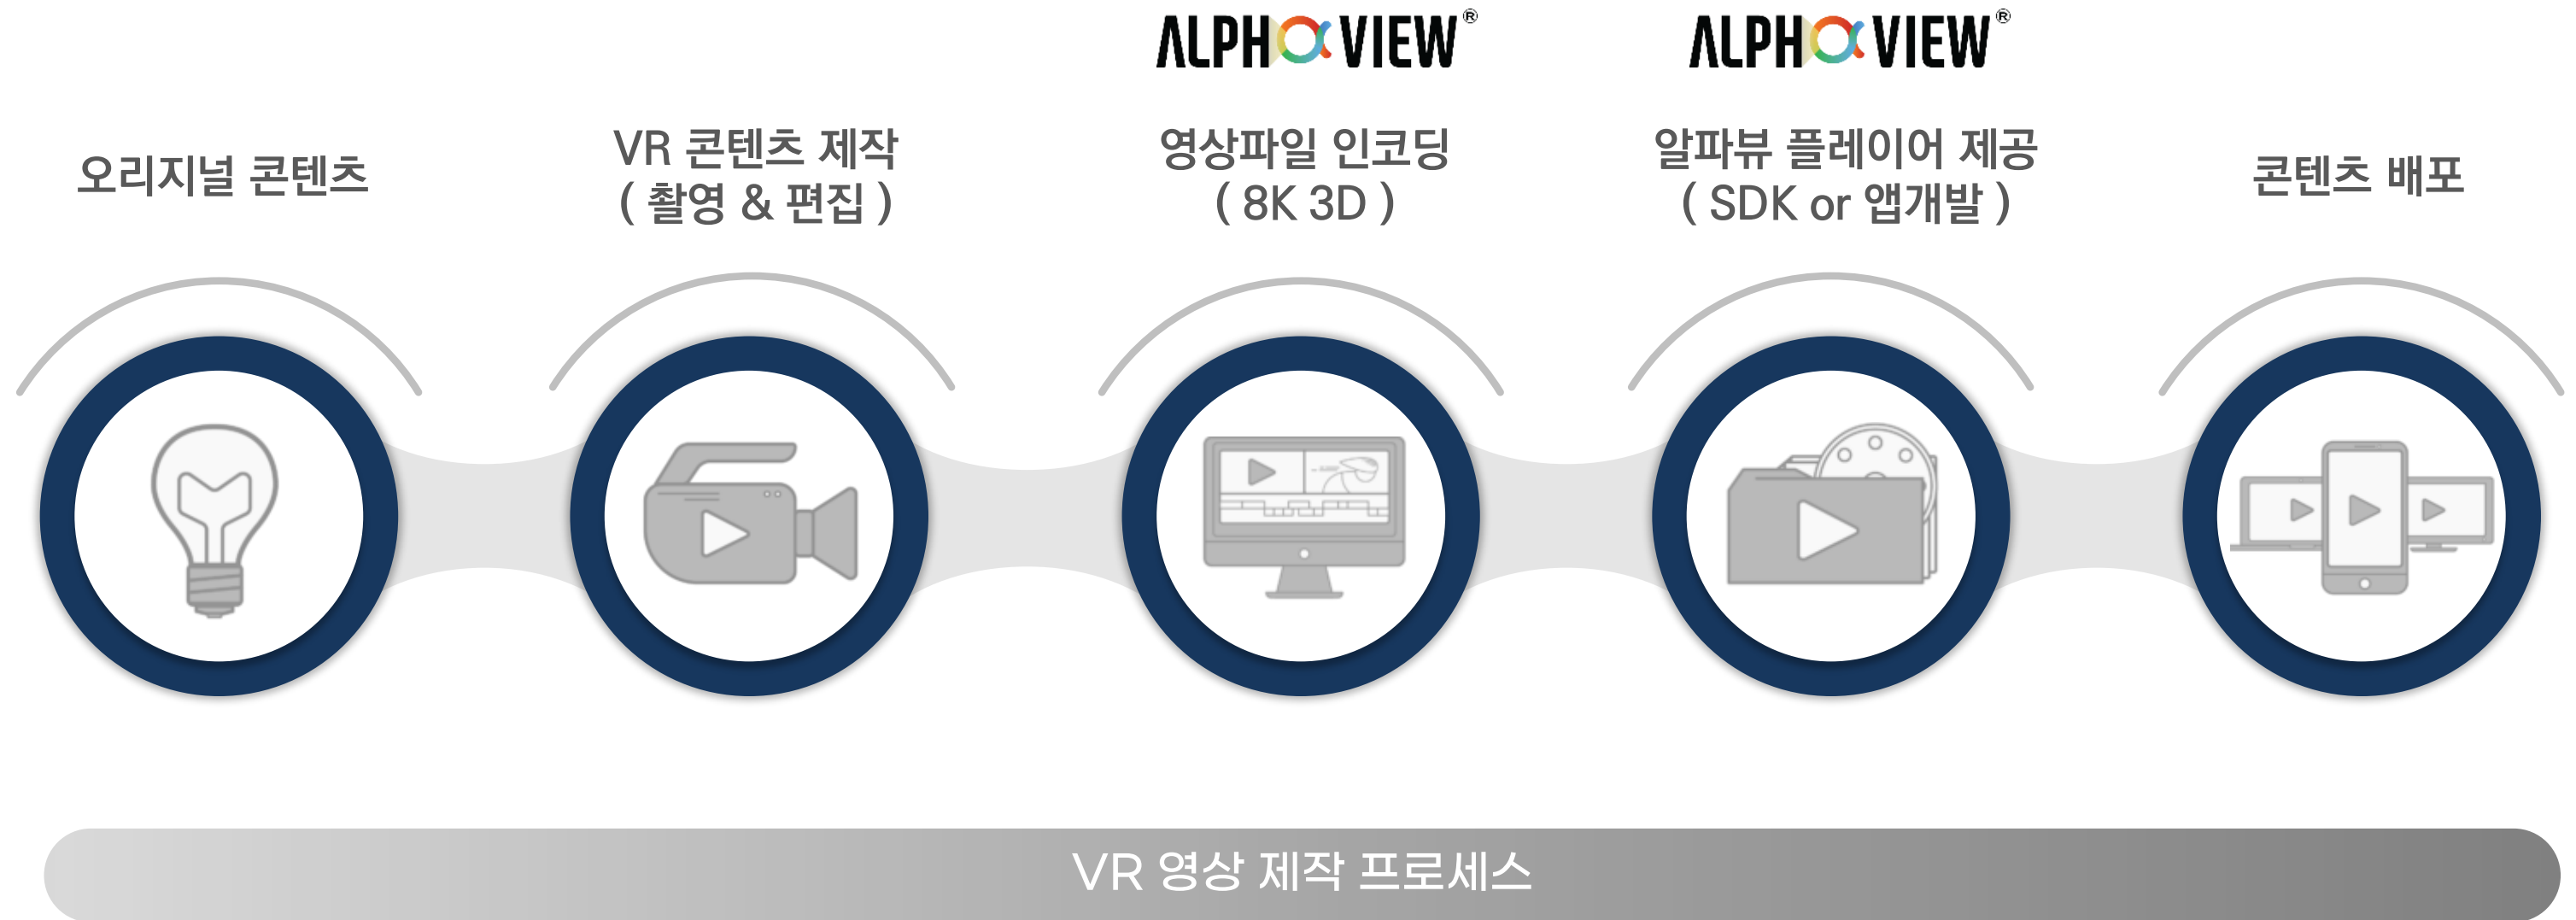 ALPHαVIEW®
ALPHαVIEW®
오리지널 콘텐츠
VR 콘텐츠 제작
( 촬영 & 편집 )
영상파일 인코딩
( 8K 3D )
알파뷰 플레이어 제공
( SDK or 앱개발 )
콘텐츠 배포
VR 영상 제작 프로세스